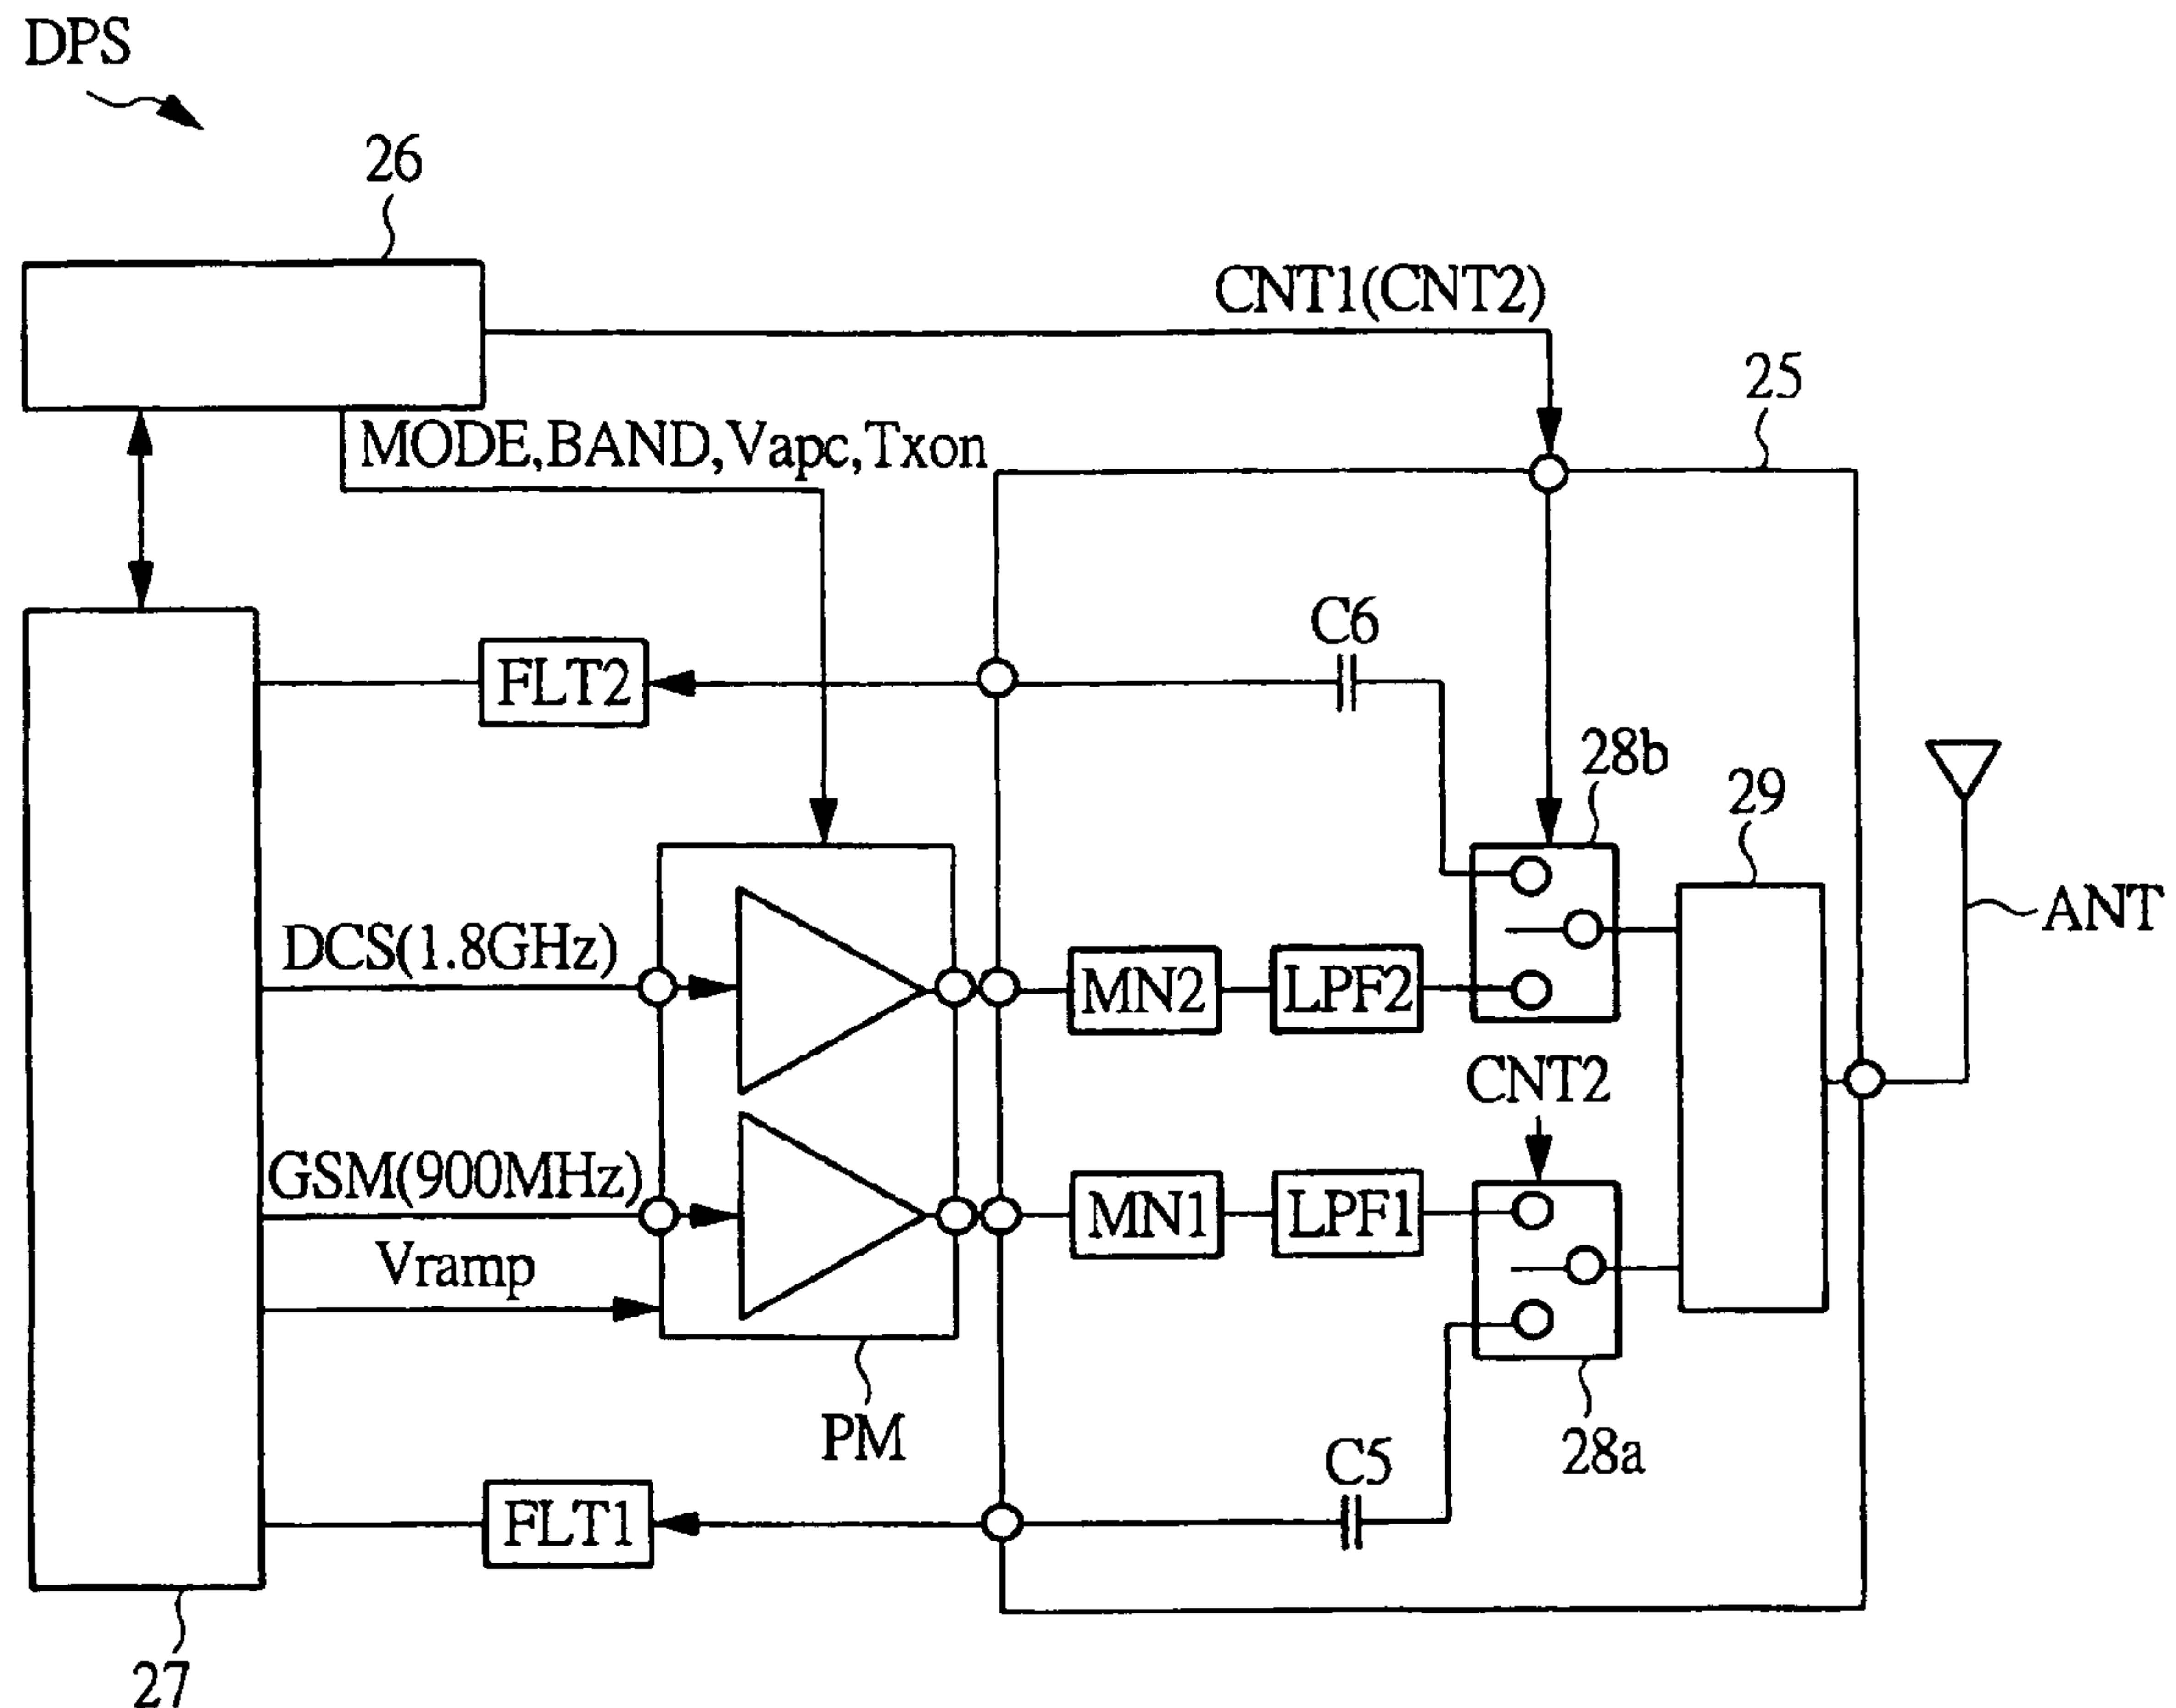 DPS
26
CNT1(CNT2)
25
MODE,BAND,Vapc,Txon
C6
FLT2
28b
29
ANT
DCS(1.8GHz)
MN2
LPF2
CNT2
GSM(900MHz)
MN1
LPF1
Vramp
PM
C5
28a
FLT1
27